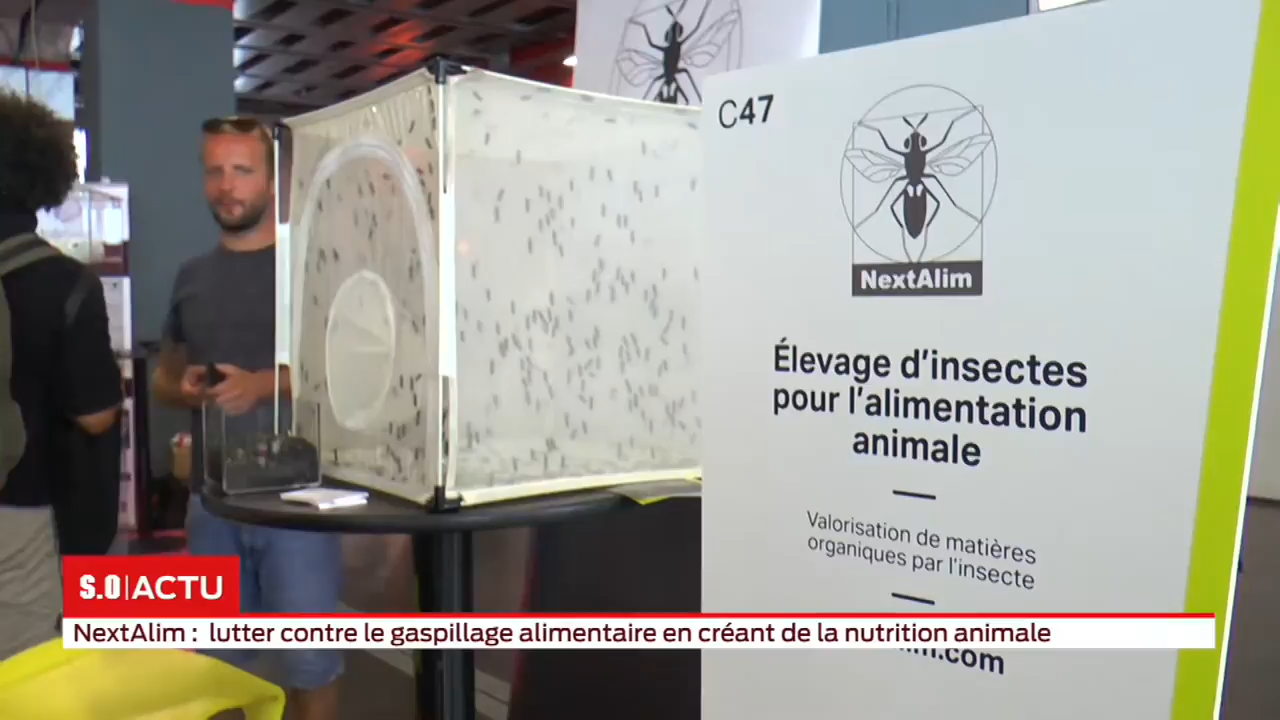 C47
NextAlim
Élevage d'insectes
pour l'alimentation
animale
Valorisation de matières
organiques par l'insecte
.com
S.O|ACTU
NextAlim : lutter contre le gaspillage alimentaire en créant de la nutrition animale